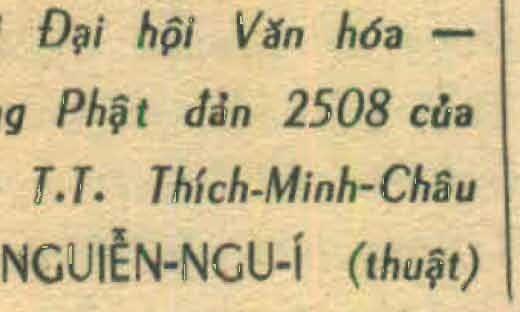 Đại hội Văn hóa —
Phật đản 2508 của
T.T. Thích-Minh-Châu
NGUIỄN-NGU-Í (thuật)